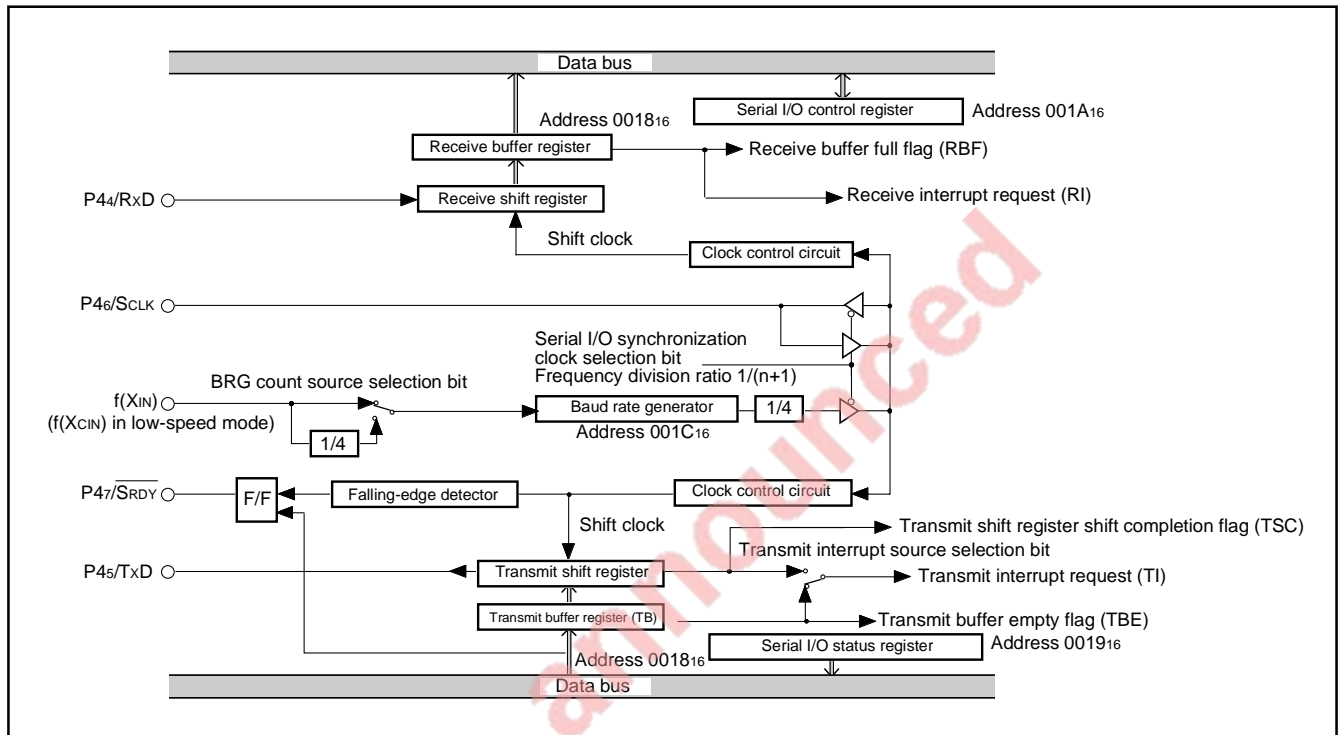 Data bus
Serial I/O control register
Address 001A16
Address 001816
Receive buffer register
Receive buffer full flag (RBF)
P44/RxD
Receive shift register
Receive interrupt request (RI)
Shift clock
Clock control circuit
P46/SCLK
Serial I/O synchronization
clock selection bit
Frequency division ratio 1/(n+1)
BRG count source selection bit
f(XIN)
(f(XCIN) in low-speed mode)
1/4
Baud rate generator
1/4
Address 001C16
P47/SRDY
F/F
Falling-edge detector
Clock control circuit
Shift clock
Transmit shift register shift completion flag (TSC)
Transmit interrupt source selection bit
P45/TxD
Transmit shift register
Transmit interrupt request (TI)
Transmit buffer register (TB)
Transmit buffer empty flag (TBE)
Serial I/O status register
Address 001916
Address 001816
Data bus
announced